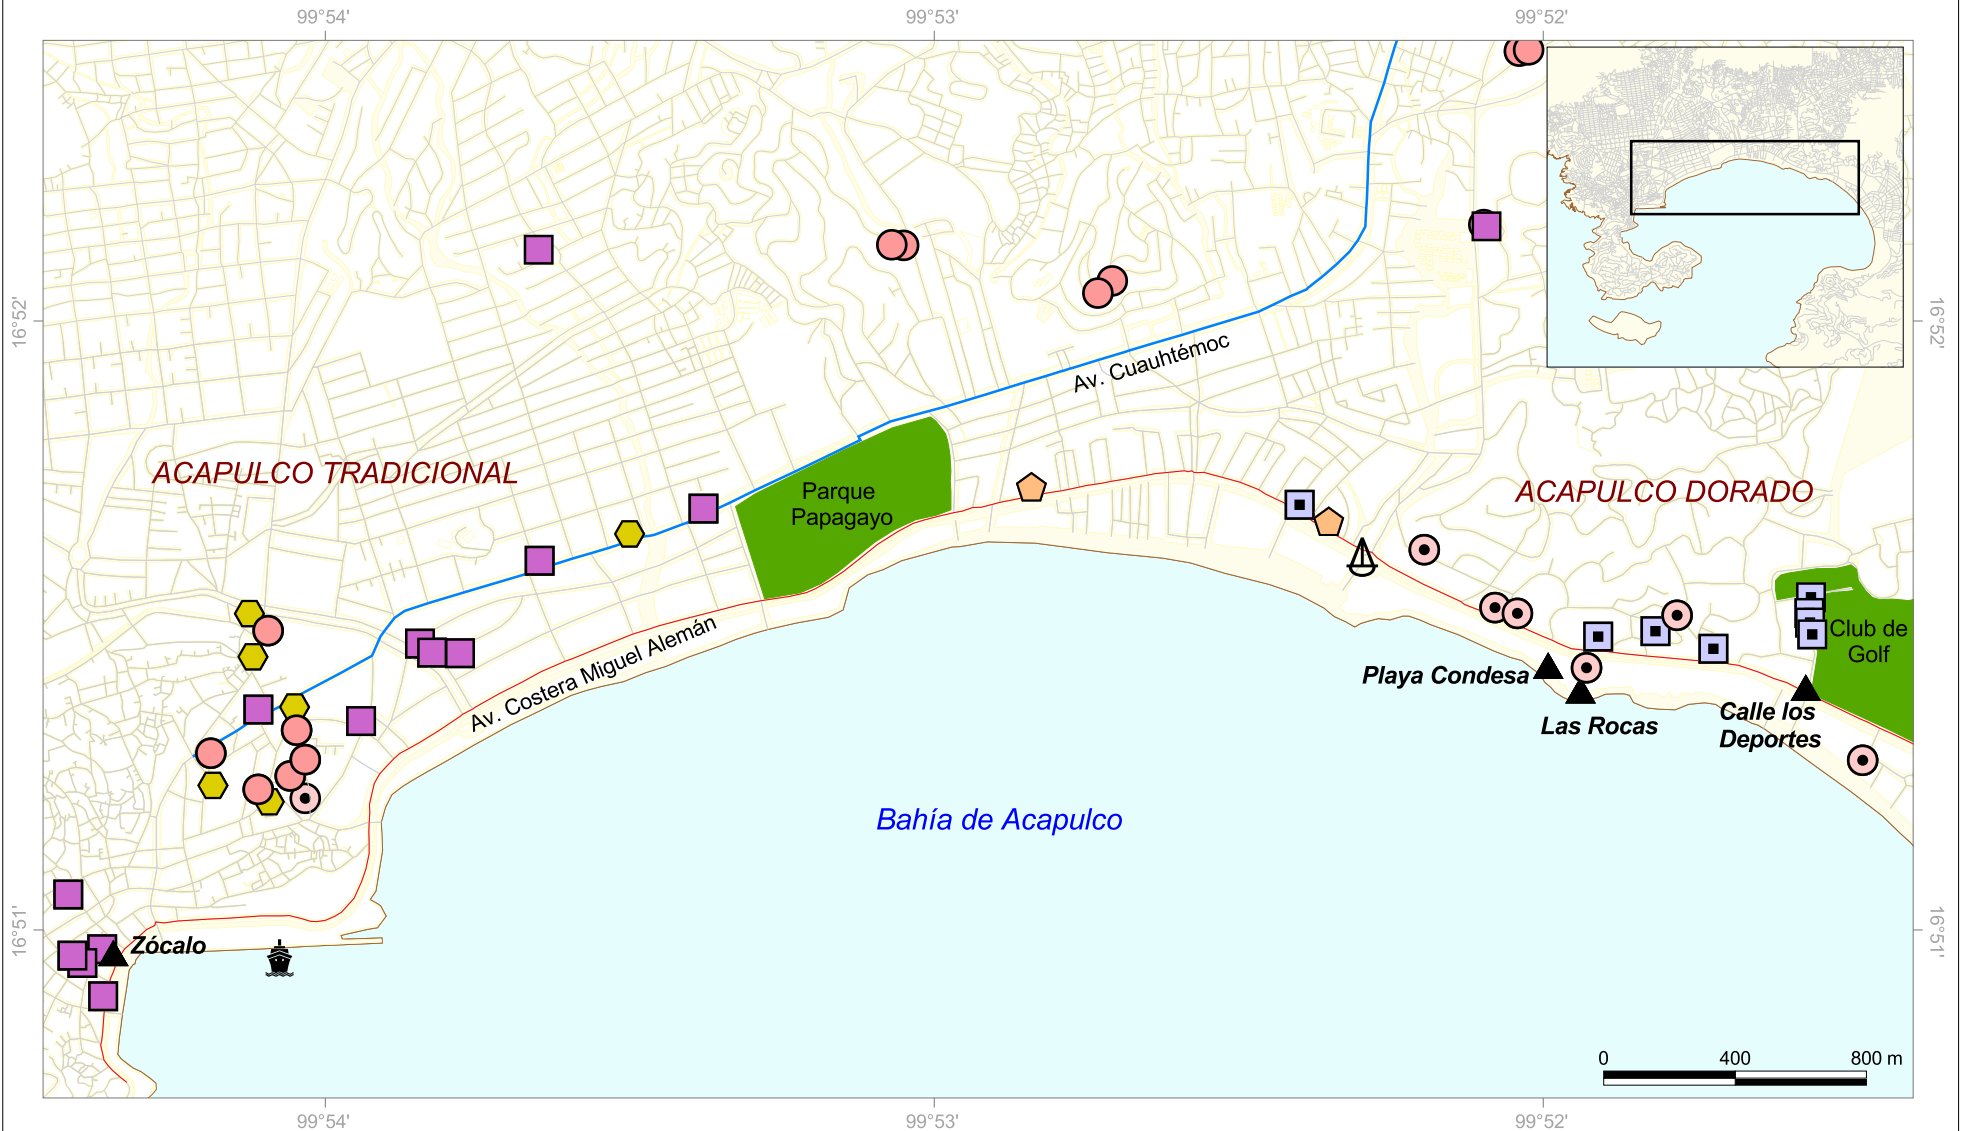 99°54'
99°53'
99°52'
16°52'
16°52'
Av. Cuauhtémoc
ACAPULCO TRADICIONAL
Parque
Papagayo
ACAPULCO DORADO
Club de
Golf
Av. Costera Miguel Alemán
Playa Condesa
Las Rocas
Calle los
Deportes
Bahía de Acapulco
16°51'
16°51'
Zócalo
0 400 800 m
99°54'
99°53'
99°52'